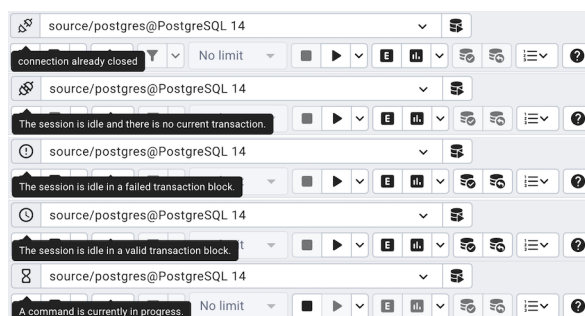 source/postgres@PostgreSQL 14
connection already closed
No limit
E
?
source/postgres@PostgreSQL 14
The session is idle and there is no current transaction.
E
?
source/postgres@PostgreSQL 14
The session is idle in a failed transaction block.
E
?
source/postgres@PostgreSQL 14
The session is idle in a valid transaction block.
t
E
?
source/postgres@PostgreSQL 14
A command is currently in progress.
No limit
E
?